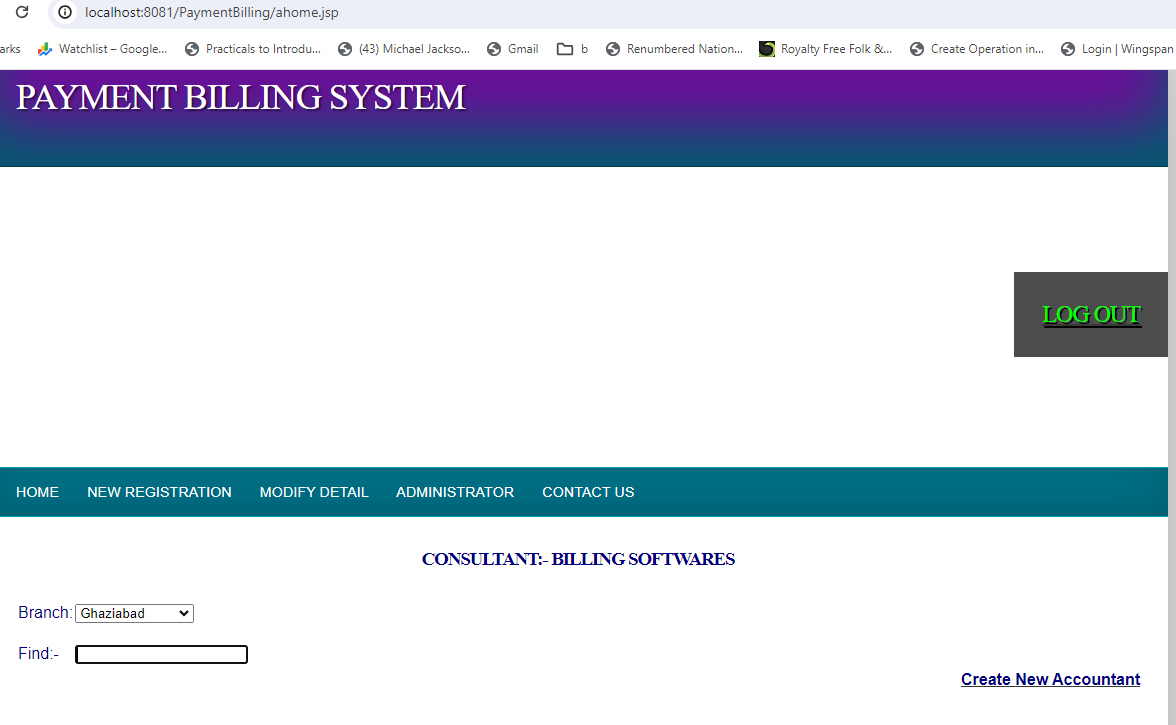 localhost:8081/PaymentBilling/ahome.jsp
arks Watchlist – Google... Practicals to Introdu... (43) Michael Jackso... Gmail b Renumbered Nation... Royalty Free Folk &... Create Operation in... Login | Wingspan
PAYMENT BILLING SYSTEM
LOG OUT
HOME NEW REGISTRATION MODIFY DETAIL ADMINISTRATOR CONTACT US
CONSULTANT:- BILLING SOFTWARES
Branch: Ghaziabad
Find:-
Create New Accountant